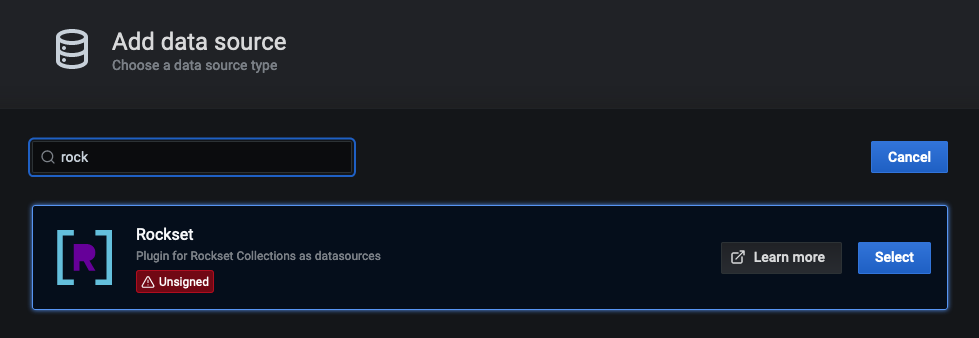 Add data source
Choose a data source type
rock
Cancel
Rockset
Plugin for Rockset Collections as datasources
Unsigned
Learn more
Select
R